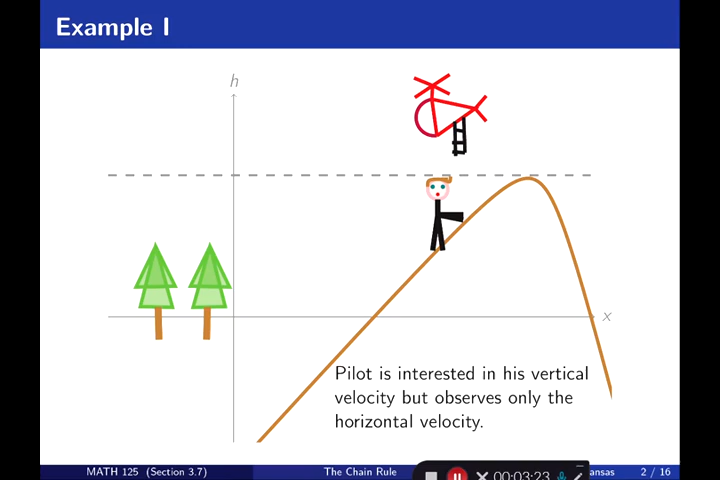 Example I
h
x
Pilot is interested in his vertical
velocity but observes only the
horizontal velocity.
MATH 125 (Section 3.7)
The Chain Rule
00:03:23
ansas
2 / 16